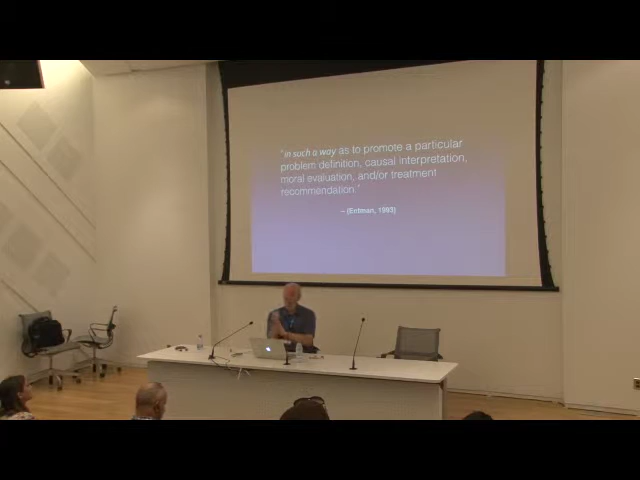 "in such a way as to promote a particular
problem definition, causal interpretation,
moral evaluation, and/or treatment
recommendation."
– (Entman, 1993)